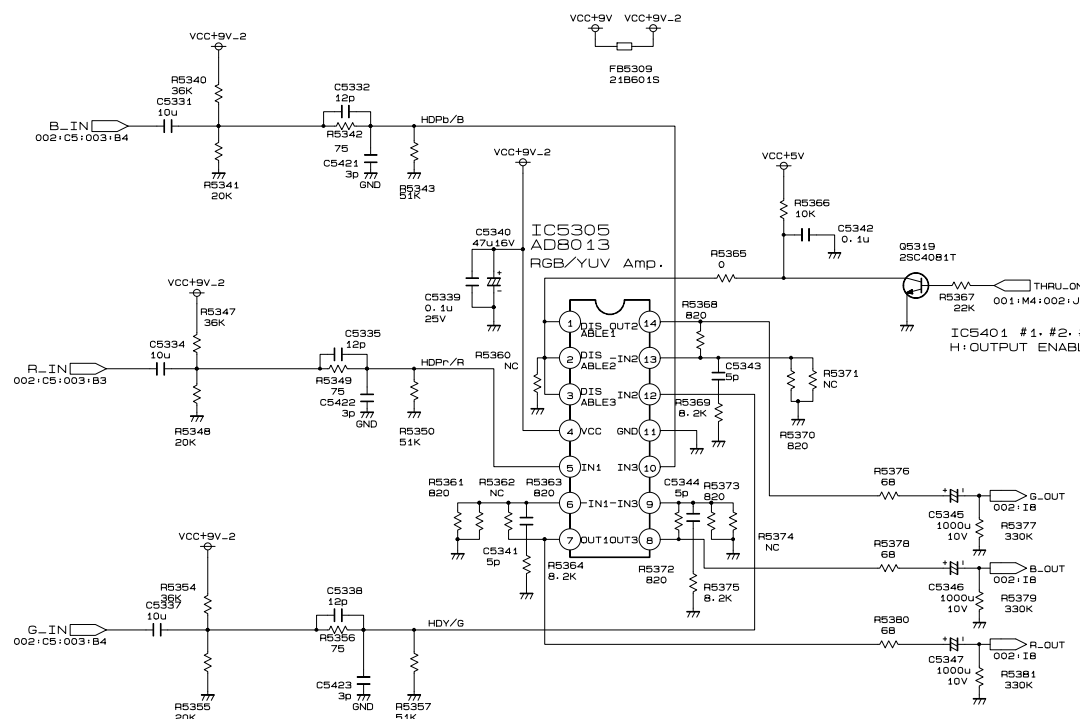 VCC+9V VCC+9V_2
FB5309
21B601S
VCC+9V_2
R5340
36K
C5331
10u
B_IN
002:C5:003:B4
R5341
20K
C5332
12p
R5342
75
C5421
3p
GND
HDPb/B
R5343
51K
VCC+9V_2
C5340
47u16V
C5339
0.1u
25V
IC5305
AD8013
RGB/YUV Amp.
VCC+5V
R5366
10K
C5342
0.1u
R5365
0
Q5319
2SC4081T
R5367
22K
THRU_ON
001:M4:002:J
IC5401 #1.#2.
H:OUTPUT ENABL
VCC+9V_2
R5347
36K
C5334
10u
R_IN
002:C5:003:B3
R5348
20K
C5335
12p
R5349
75
C5422
3p
GND
HDPr/R
R5350
51K
R5360
NC
1 DIS ABLE1
2 DIS ABLE2
3 DIS ABLE3
4 VCC
5 IN1
6 -IN1
7 OUT1
OUT2 14
-IN2 13
IN2 12
GND 11
IN3 10
-IN3 9
OUT3 8
R5368
820
C5343
5p
R5369
8.2K
R5371
NC
R5370
820
R5361
820
R5362
NC
R5363
820
C5341
5p
R5364
8.2K
C5344
5p
R5373
820
R5374
NC
R5372
820
R5375
8.2K
R5376
68
C5345
1000u
10V
G_OUT
002:I8
R5377
330K
R5378
68
C5346
1000u
10V
B_OUT
002:I8
R5379
330K
R5380
68
C5347
1000u
10V
R_OUT
002:I8
R5381
330K
VCC+9V_2
R5354
36K
C5337
10u
G_IN
002:C5:003:B4
R5355
20K
C5338
12p
R5356
75
C5423
3p
GND
HDY/G
R5357
51K